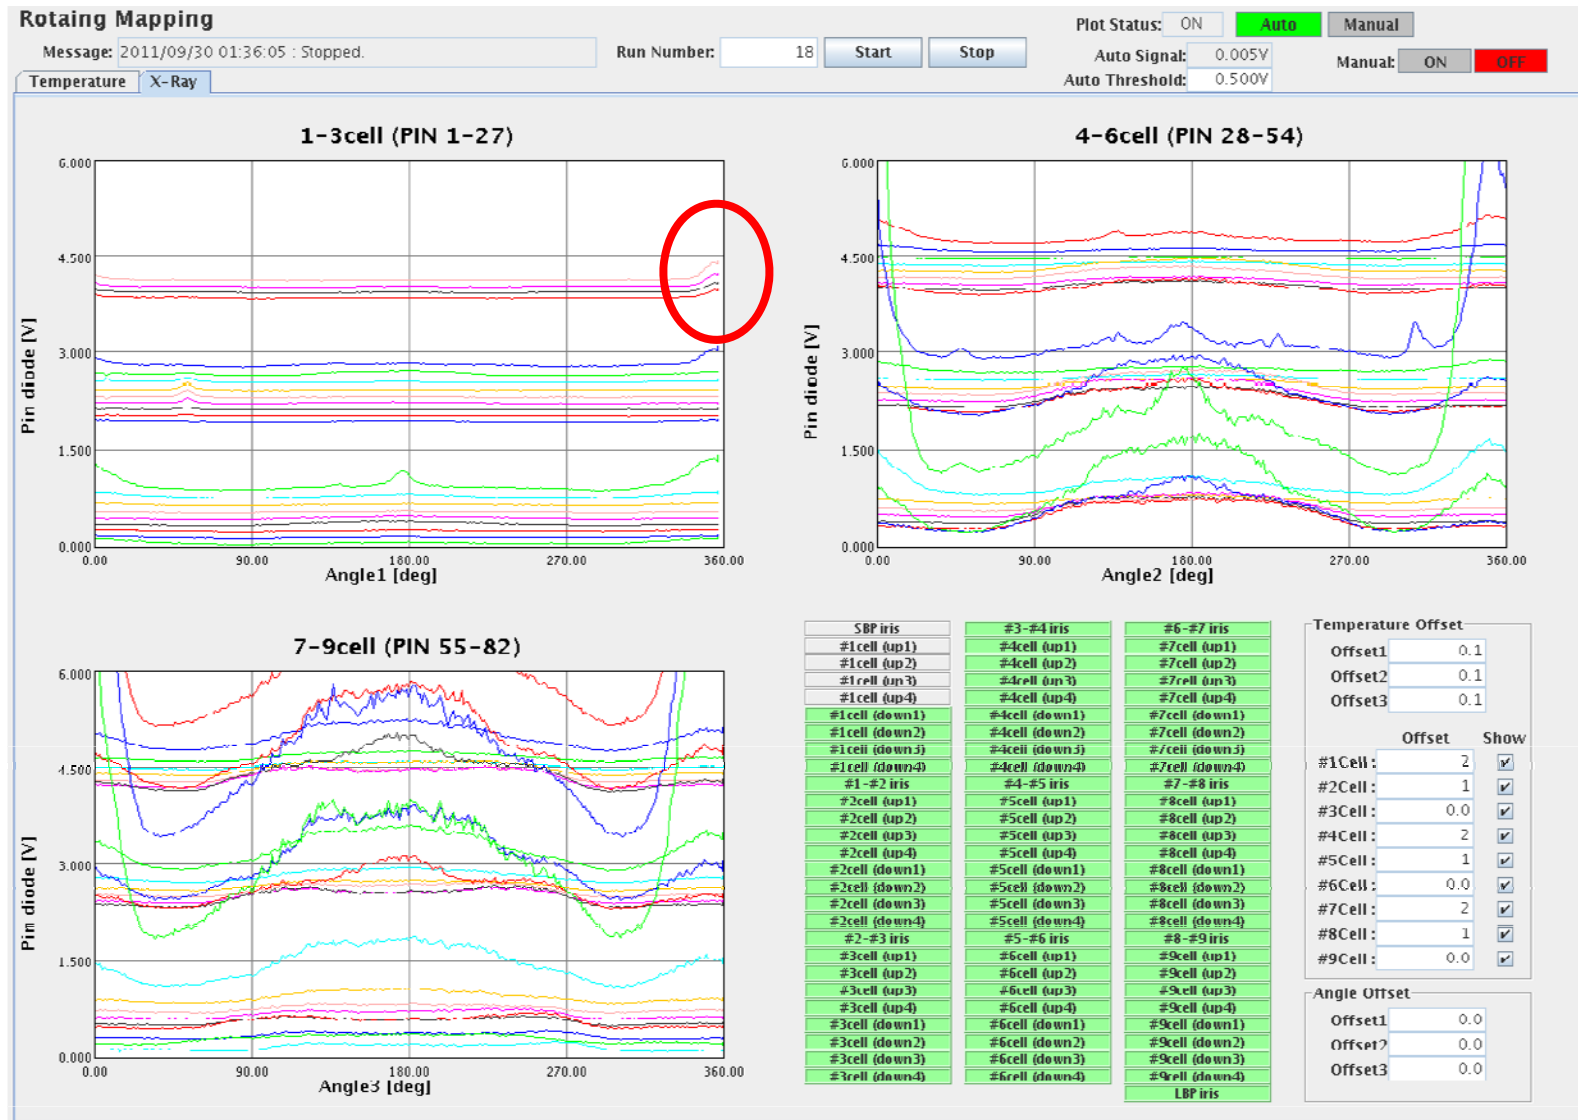 Rotaing Mapping
Message: 2011/09/30 01:36:05 : Stopped.
Run Number: 18 Start Stop
Plot Status: ON Auto Manual
Auto Signal: 0.005V
Auto Threshold: 0.500V
Manual: ON OFF
Temperature X-Ray
1-3cell (PIN 1-27)
Pin diode [V]
6.000
4.500
3.000
1.500
0.000
0.00 90.00 180.00 270.00 360.00
Angle1 [deg]
4-6cell (PIN 28-54)
Pin diode [V]
6.000
4.500
3.000
1.500
0.000
0.00 90.00 180.00 270.00 360.00
Angle2 [deg]
7-9cell (PIN 55-82)
Pin diode [V]
6.000
4.500
3.000
1.500
0.000
0.00 90.00 180.00 270.00 360.00
Angle3 [deg]
SBP iris
#1cell (up1)
#1cell (up2)
#1cell (up3)
#1cell (up4)
#1cell (down1)
#1cell (down2)
#1cell (down3)
#1cell (down4)
#1-#2 iris
#2cell (up1)
#2cell (up2)
#2cell (up3)
#2cell (up4)
#2cell (down1)
#2cell (down2)
#2cell (down3)
#2cell (down4)
#2-#3 iris
#3cell (up1)
#3cell (up2)
#3cell (up3)
#3cell (up4)
#3cell (down1)
#3cell (down2)
#3cell (down3)
#3cell (down4)
#3-#4 iris
#4cell (up1)
#4cell (up2)
#4cell (up3)
#4cell (up4)
#4cell (down1)
#4cell (down2)
#4cell (down3)
#4cell (down4)
#4-#5 iris
#5cell (up1)
#5cell (up2)
#5cell (up3)
#5cell (up4)
#5cell (down1)
#5cell (down2)
#5cell (down3)
#5cell (down4)
#5-#6 iris
#6cell (up1)
#6cell (up2)
#6cell (up3)
#6cell (up4)
#6cell (down1)
#6cell (down2)
#6cell (down3)
#6cell (down4)
#6-#7 iris
#7cell (up1)
#7cell (up2)
#7cell (up3)
#7cell (up4)
#7cell (down1)
#7cell (down2)
#7cell (down3)
#7cell (down4)
#7-#8 iris
#8cell (up1)
#8cell (up2)
#8cell (up3)
#8cell (up4)
#8cell (down1)
#8cell (down2)
#8cell (down3)
#8cell (down4)
#8-#9 iris
#9cell (up1)
#9cell (up2)
#9cell (up3)
#9cell (up4)
#9cell (down1)
#9cell (down2)
#9cell (down3)
#9cell (down4)
LBP iris
Temperature Offset
Offset1 0.1
Offset2 0.1
Offset3 0.1
Offset Show
#1Cell : 2
#2Cell : 1
#3Cell : 0.0
#4Cell : 2
#5Cell : 1
#6Cell : 0.0
#7Cell : 2
#8Cell : 1
#9Cell : 0.0
Angle Offset
Offset1 0.0
Offset2 0.0
Offset3 0.0